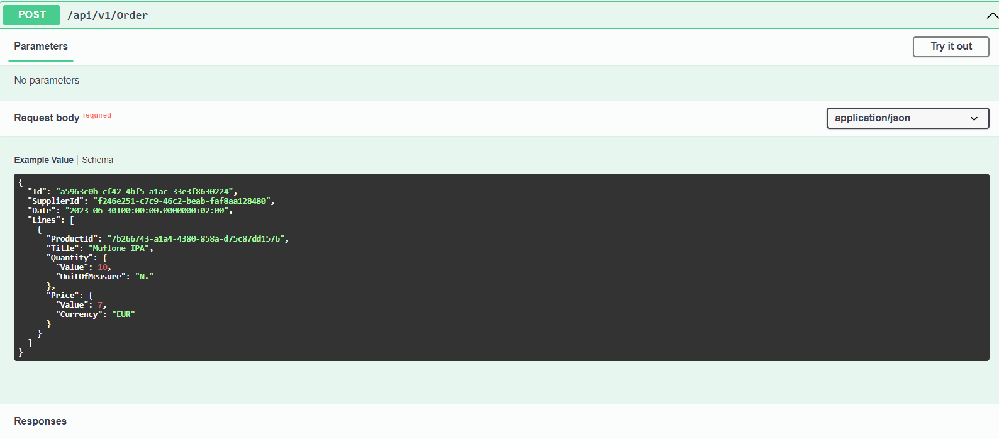 POST /api/v1/Order
Parameters
Try it out
No parameters
Request body required
application/json
Example Value | Schema
{
  "Id": "a5963c0b-cf42-4bf5-a1ac-33e3f8630224",
  "SupplierId": "f246e251-c7c9-46c2-beab-faf8aa128480",
  "Date": "2023-06-30T00:00:00.0000000+02:00",
  "Lines": [
    {
      "ProductId": "7b266743-a1a4-4380-858a-d75c87dd1576",
      "Title": "Muflone IPA",
      "Quantity": {
        "Value": 10,
        "UnitOfMeasure": "N."
      },
      "Price": {
        "Value": 7,
        "Currency": "EUR"
      }
    }
  ]
}
Responses